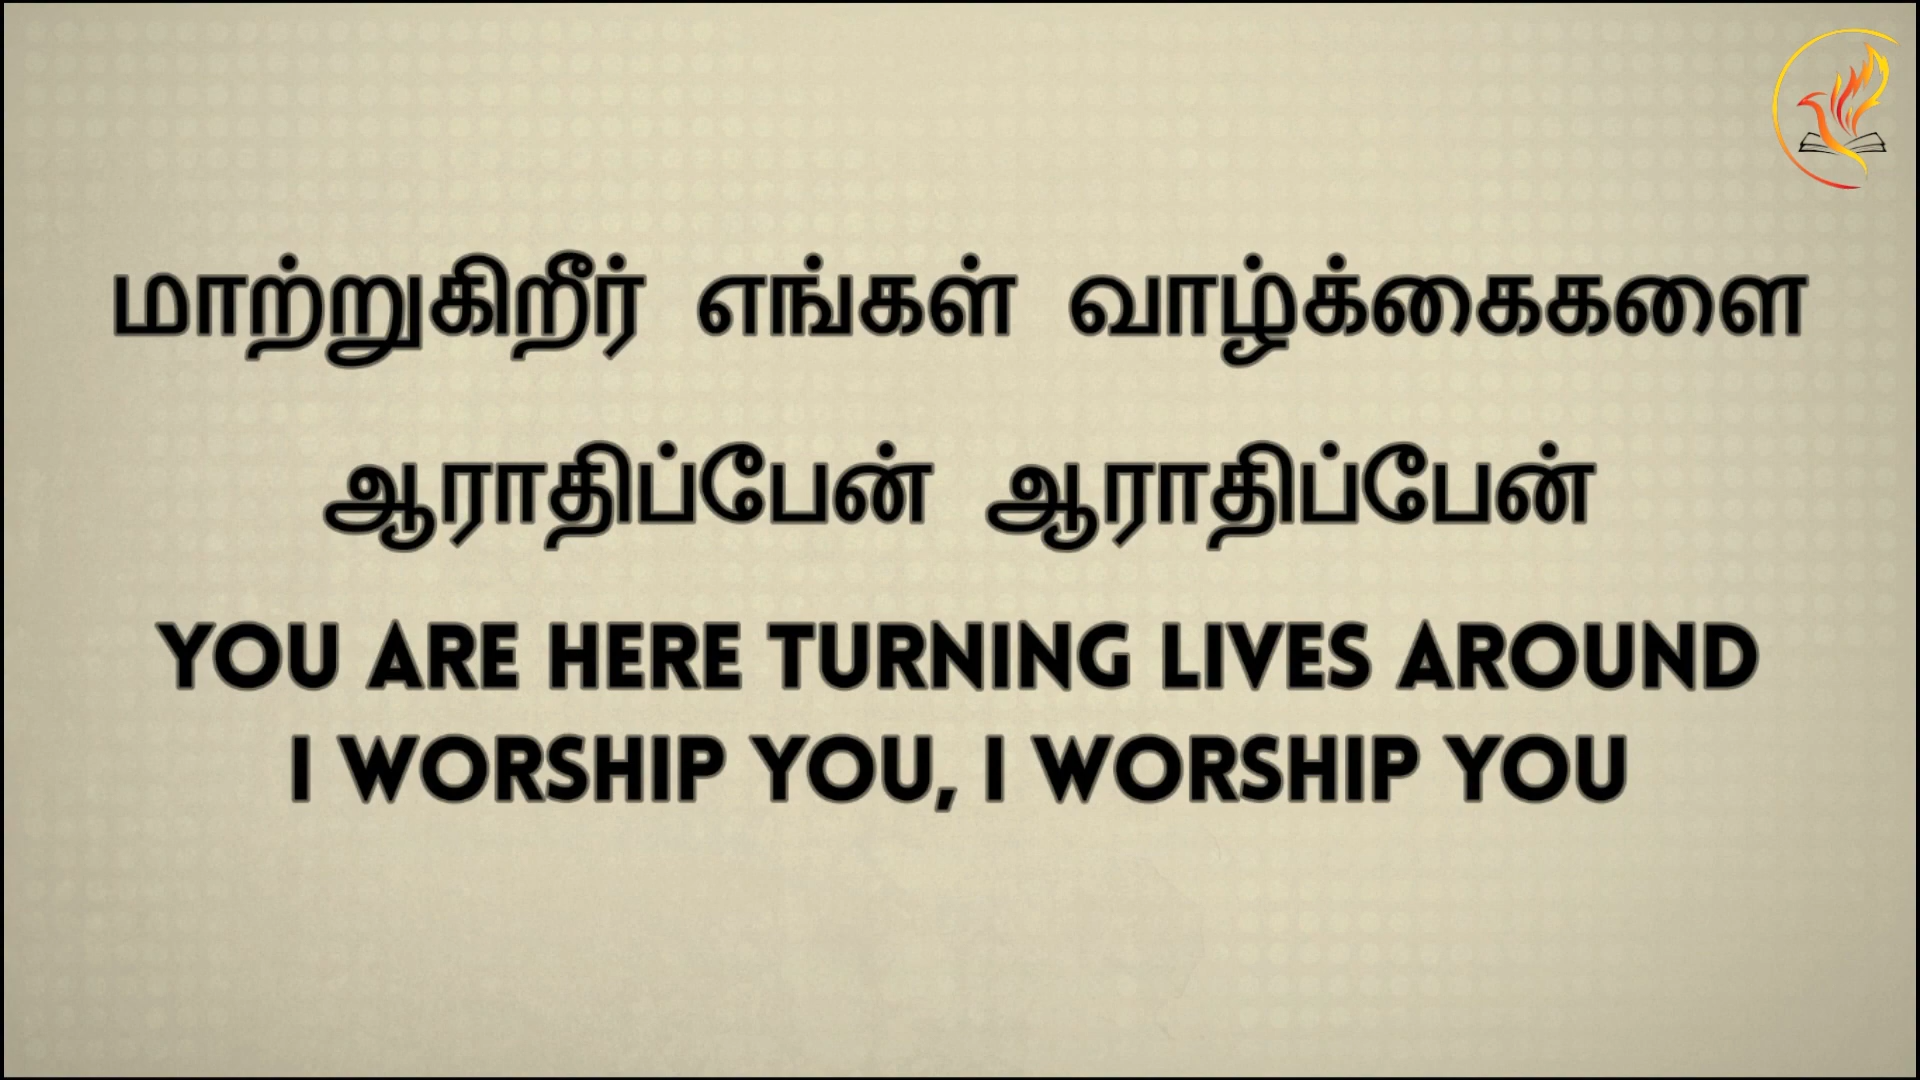 மாற்றுகிறீர் எங்கள் வாழ்க்கைகளை
ஆராதிப்பேன் ஆராதிப்பேன்
YOU ARE HERE TURNING LIVES AROUND
I WORSHIP YOU, I WORSHIP YOU